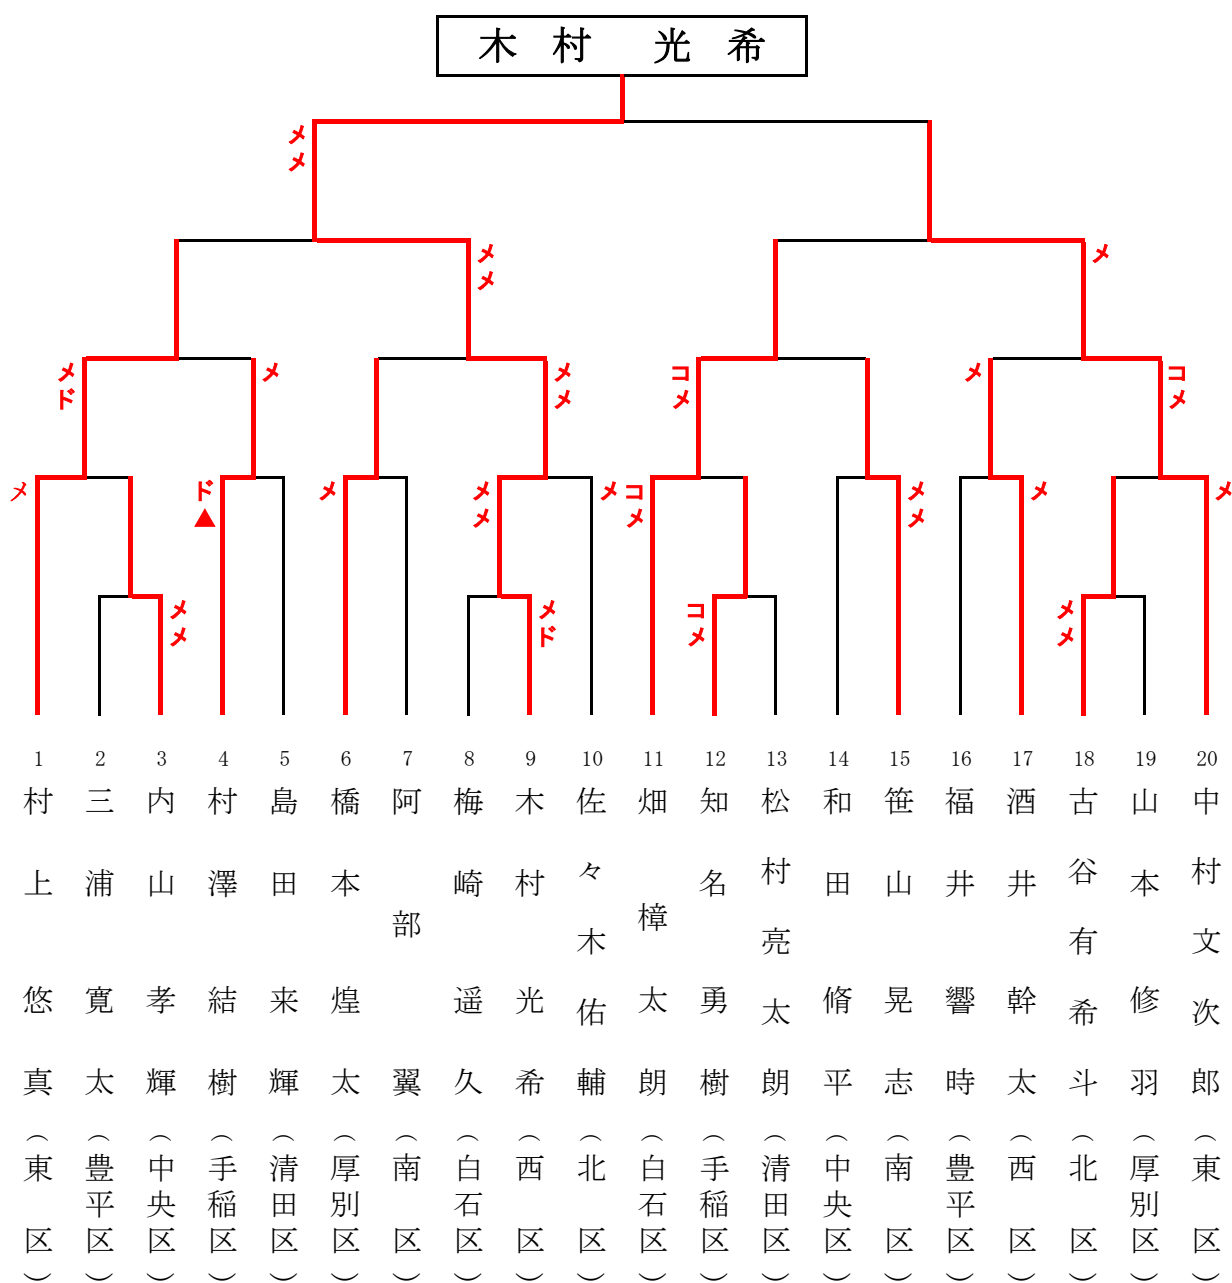 木村 光希
メメ
メメ
メ
メド
メ
メメ
コメ
メ
コメ
メ
ド▲
メ
メメ
メ
コメ
メメ
メ
メ
メメ
メド
コメ
メメ
1 村上悠真(東区)
2 三浦寛太(豊平区)
3 内山孝輝(中央区)
4 村澤結樹(手稲区)
5 島田来輝(清田区)
6 橋本煌太(厚別区)
7 阿部翼(南区)
8 梅崎遥久(白石区)
9 木村光希(西区)
10 佐々木佑輔(北区)
11 畑樟太朗(白石区)
12 知名勇樹(手稲区)
13 松村亮太朗(清田区)
14 和田脩平(中央区)
15 笹山晃志(南区)
16 福井響時(豊平区)
17 酒井幹太(西区)
18 古谷有希斗(北区)
19 山本修羽(厚別区)
20 中村文次郎(東区)